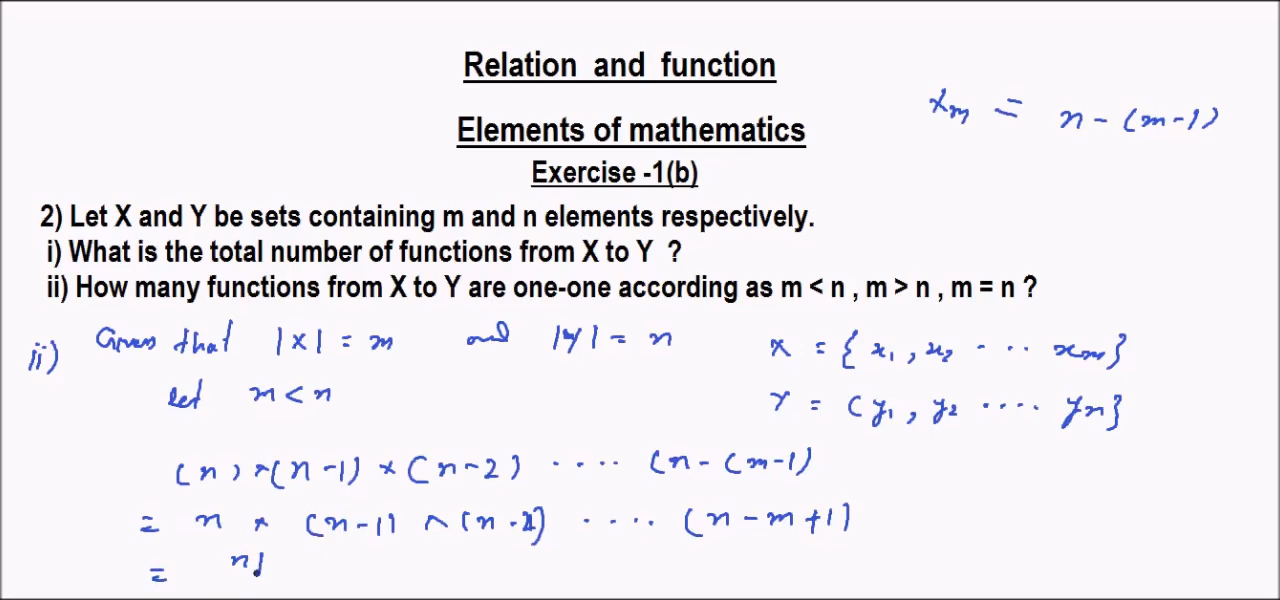 Relation and function
Elements of mathematics
Exercise -1(b)
x_m = n - (m-1)
2) Let X and Y be sets containing m and n elements respectively.
i) What is the total number of functions from X to Y ?
ii) How many functions from X to Y are one-one according as m < n , m > n , m = n ?
ii) Given that |X| = m and |Y| = n
X = { x₁ , x₂ . .. xₘ}
let m < n
Y = ( y₁ , y₂ .... yₙ}
(n) × (n-1) × (n-2) .... (n - (m-1)
= n × (n-1) × (n-2) .... (n - m + 1)
= n!